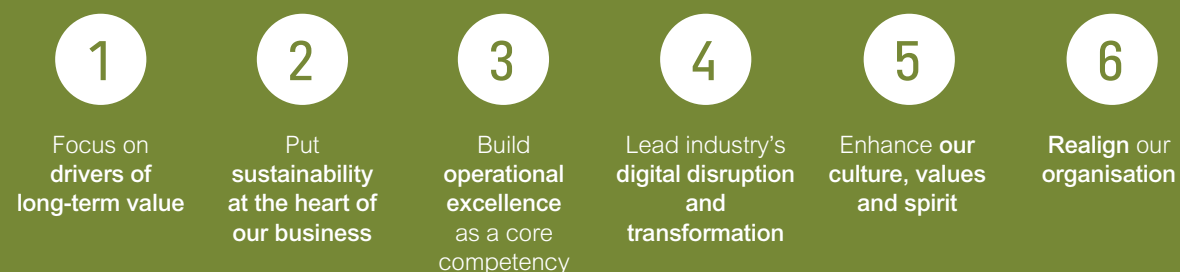 1
Focus on
drivers of
long-term value
2
Put
sustainability
at the heart of
our business
3
Build
operational
excellence
as a core
competency
4
Lead industry's
digital disruption
and
transformation
5
Enhance our
culture, values
and spirit
6
Realign our
organisation